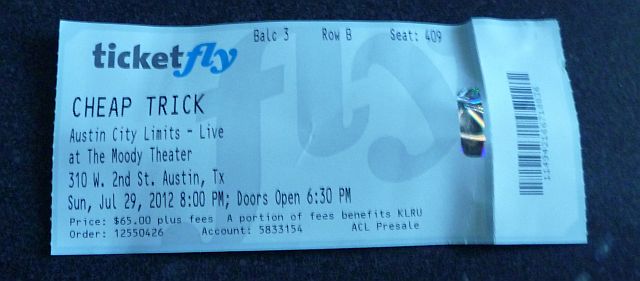 Balc 3 Row B Seat: 409
ticketfly
CHEAP TRICK
Austin City Limits - Live
at The Moody Theater
310 W. 2nd St. Austin, Tx
Sun, Jul 29, 2012 8:00 PM; Doors Open 6:30 PM
Price: $65.00 plus fees A portion of fees benefits KLRU
Order: 12550426 Account: 5833154 ACL Presale